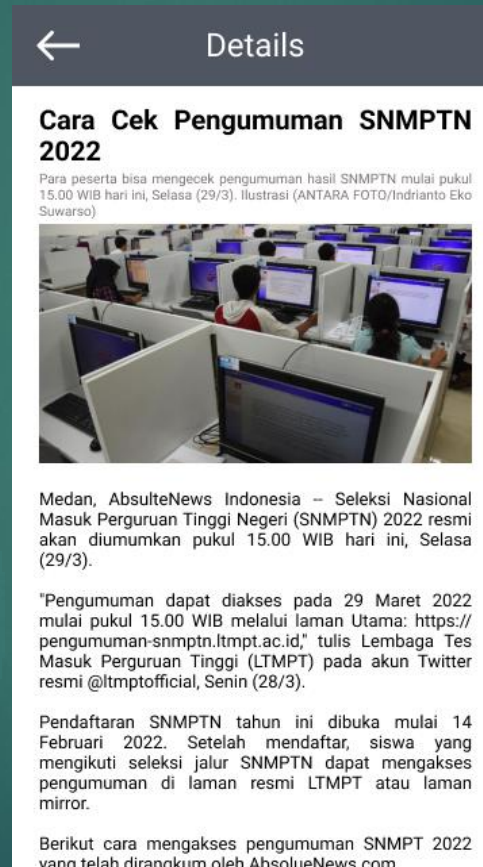 Details
Cara Cek Pengumuman SNMPTN
2022
Para peserta bisa mengecek pengumuman hasil SNMPTN mulai pukul
15.00 WIB hari ini, Selasa (29/3). Ilustrasi (ANTARA FOTO/Indrianto Eko
Suwarso)
Medan, AbsulteNews Indonesia -- Seleksi Nasional
Masuk Perguruan Tinggi Negeri (SNMPTN) 2022 resmi
akan diumumkan pukul 15.00 WIB hari ini, Selasa
(29/3).
"Pengumuman dapat diakses pada 29 Maret 2022
mulai pukul 15.00 WIB melalui laman Utama: https://
pengumuman-snmptn.ltmpt.ac.id," tulis Lembaga Tes
Masuk Perguruan Tinggi (LTMPT) pada akun Twitter
resmi @ltmptofficial, Senin (28/3).
Pendaftaran SNMPTN tahun ini dibuka mulai 14
Februari 2022. Setelah mendaftar, siswa yang
mengikuti seleksi jalur SNMPTN dapat mengakses
pengumuman di laman resmi LTMPT atau laman
mirror.
Berikut cara mengakses pengumuman SNMPT 2022
yang telah dirangkum oleh AbsolueNews.com